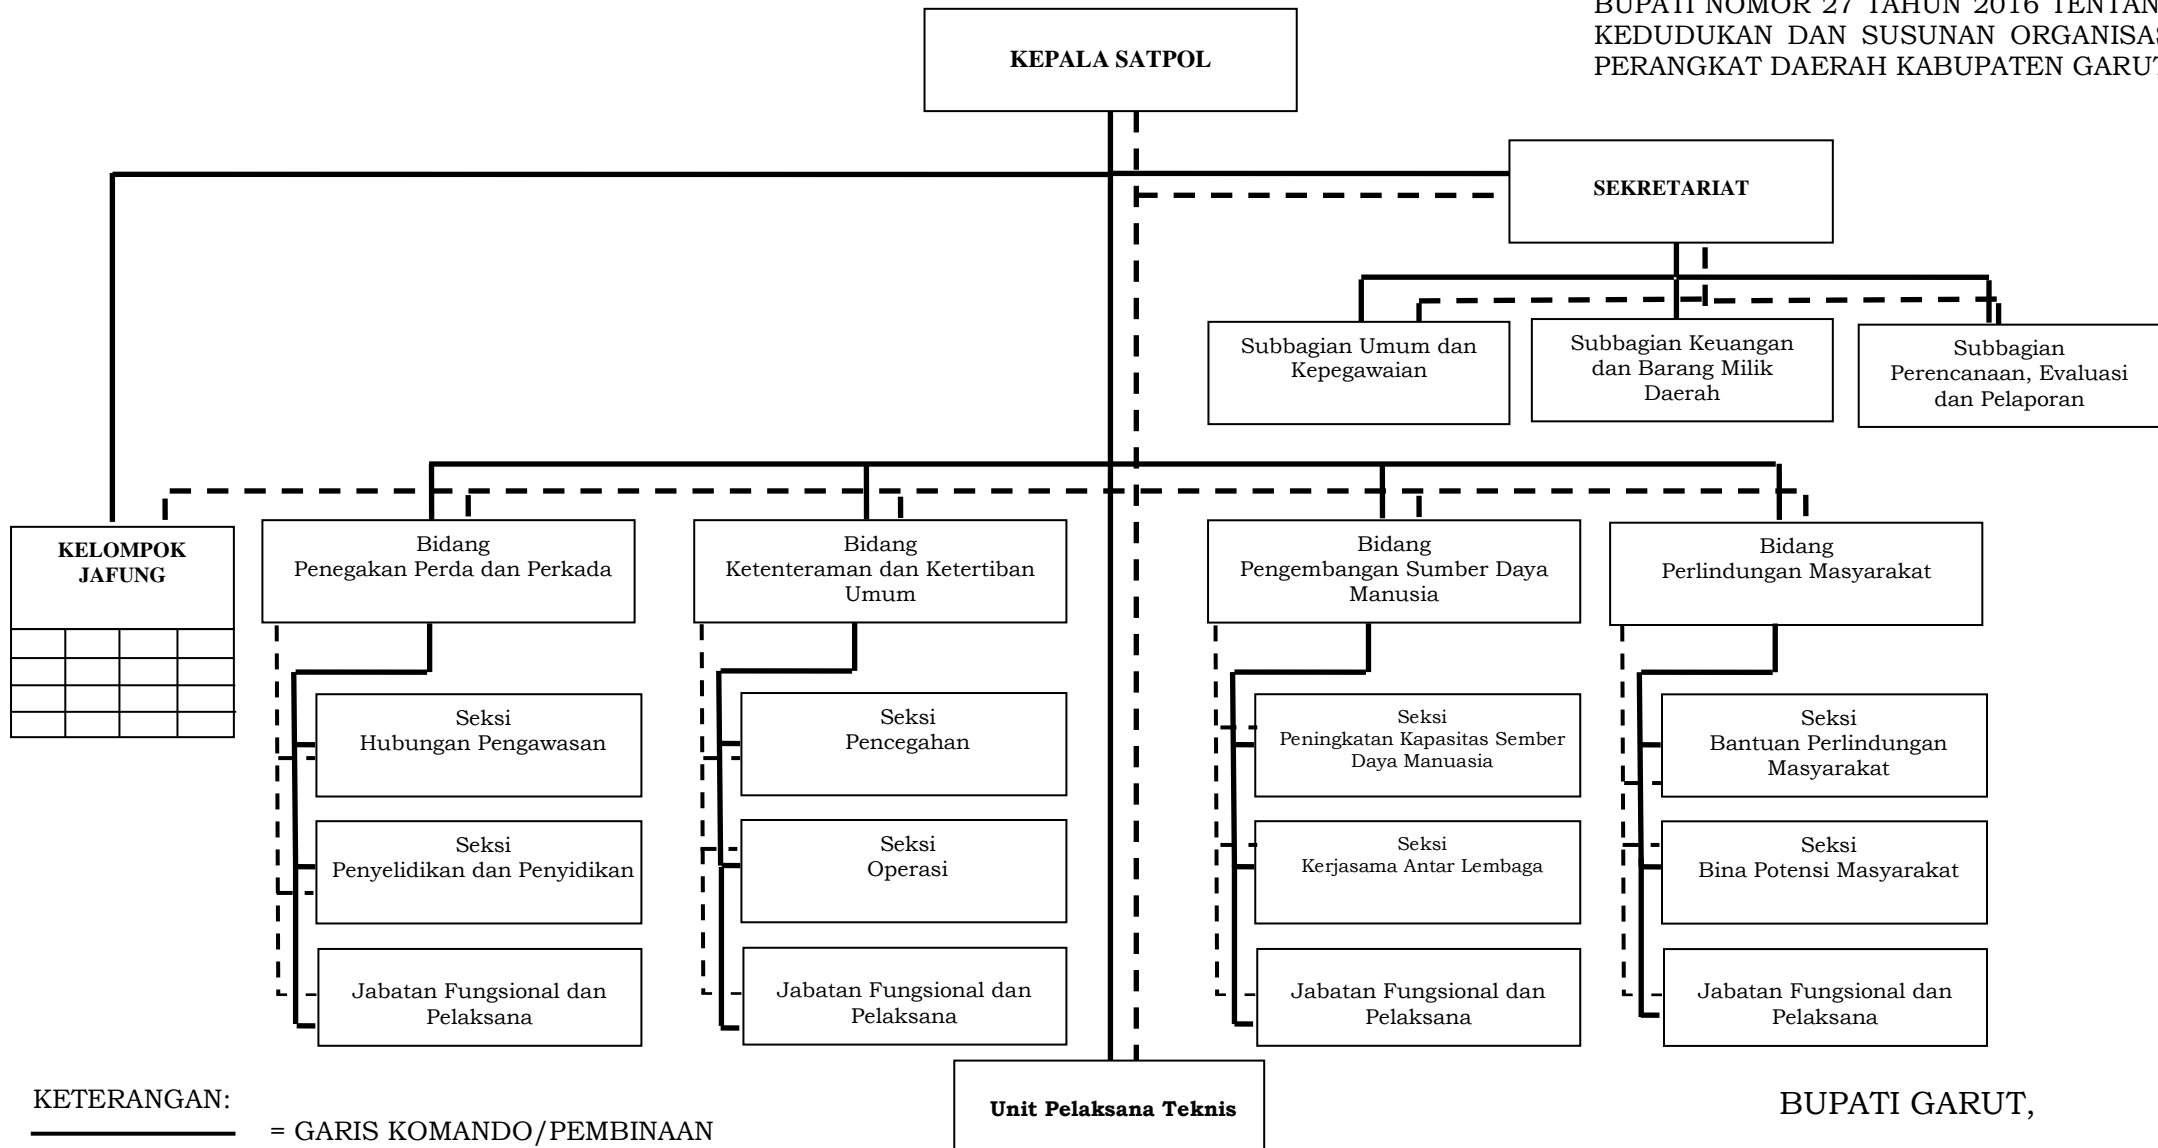 BUPATI NOMOR 27 TAHUN 2016 TENTAN
KEDUDUKAN DAN SUSUNAN ORGANISAS
PERANGKAT DAERAH KABUPATEN GARUT
KEPALA SATPOL
SEKRETARIAT
Subbagian Umum dan
Kepegawaian
Subbagian Keuangan
dan Barang Milik
Daerah
Subbagian
Perencanaan, Evaluasi
dan Pelaporan
KELOMPOK
JAFUNG
Bidang
Penegakan Perda dan Perkada
Bidang
Ketenteraman dan Ketertiban
Umum
Bidang
Pengembangan Sumber Daya
Manusia
Bidang
Perlindungan Masyarakat
Seksi
Hubungan Pengawasan
Seksi
Pencegahan
Seksi
Peningkatan Kapasitas Sember
Daya Manuasia
Seksi
Bantuan Perlindungan
Masyarakat
Seksi
Penyelidikan dan Penyidikan
Seksi
Operasi
Seksi
Kerjasama Antar Lembaga
Seksi
Bina Potensi Masyarakat
Jabatan Fungsional dan
Pelaksana
Jabatan Fungsional dan
Pelaksana
Jabatan Fungsional dan
Pelaksana
Jabatan Fungsional dan
Pelaksana
Unit Pelaksana Teknis
KETERANGAN:
= GARIS KOMANDO/PEMBINAAN
BUPATI GARUT,